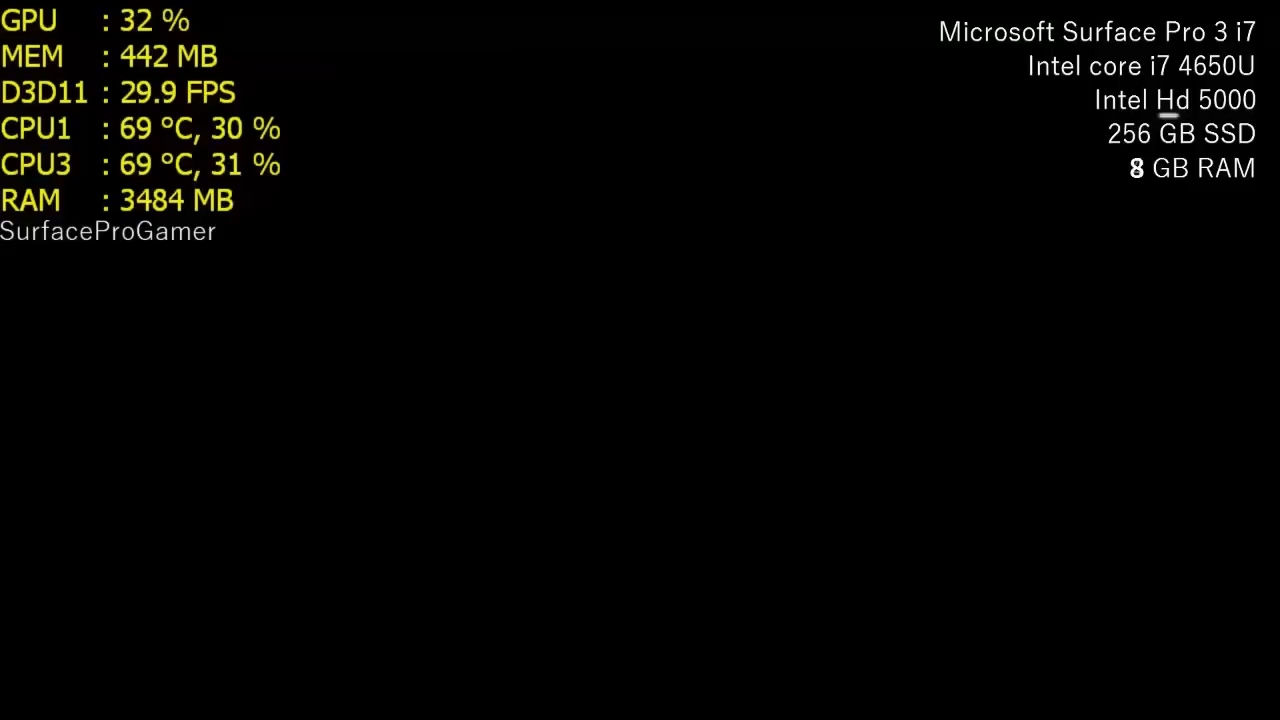 GPU : 32 %
MEM : 442 MB
D3D11 : 29.9 FPS
CPU1 : 69 °C, 30 %
CPU3 : 69 °C, 31 %
RAM : 3484 MB
SurfaceProGamer
Microsoft Surface Pro 3 i7
Intel core i7 4650U
Intel Hd 5000
256 GB SSD
8 GB RAM